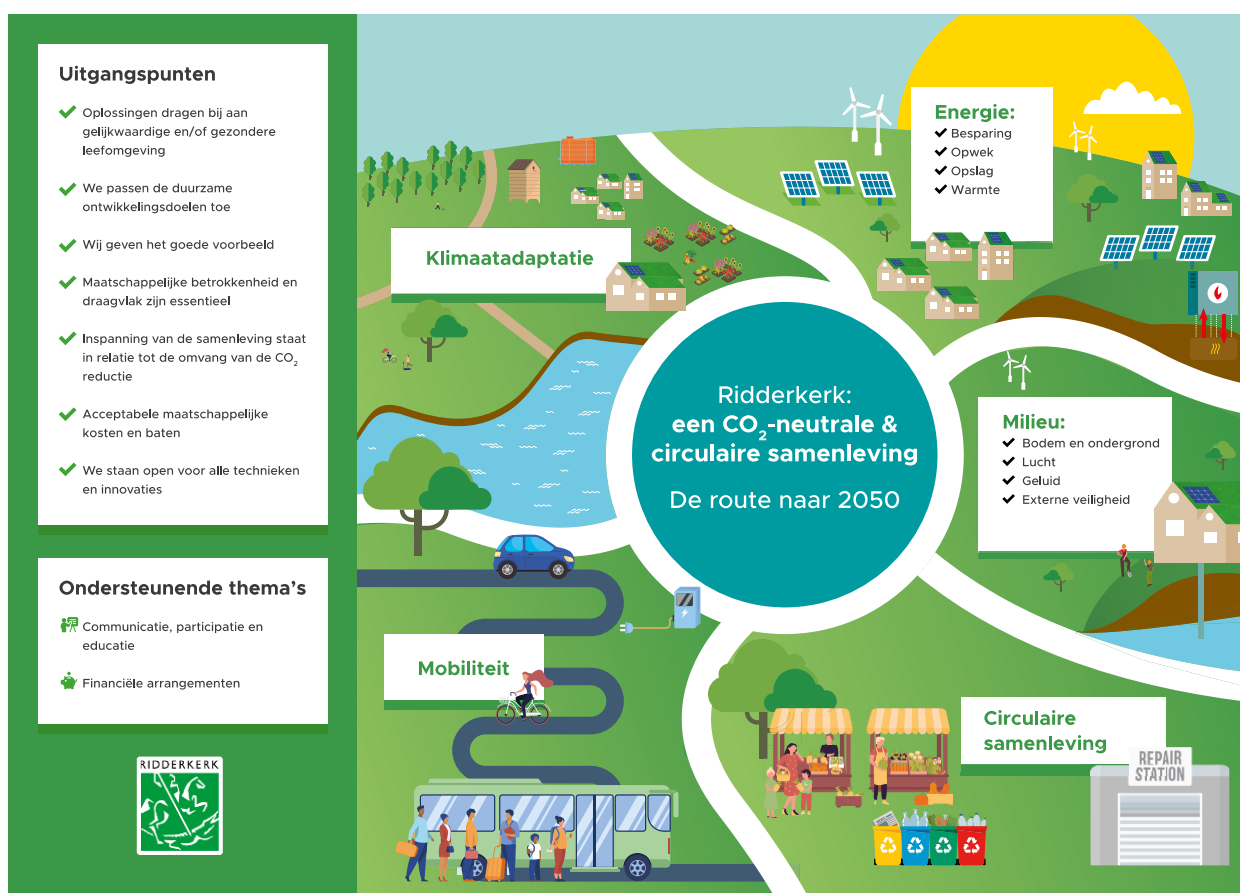 Uitgangspunten
Oplossingen dragen bij aan
gelijkwaardige en/of gezondere
leefomgeving
We passen de duurzame
ontwikkelingsdoelen toe
Wij geven het goede voorbeeld
Maatschappelijke betrokkenheid en
draagvlak zijn essentieel
Inspanning van de samenleving staat
in relatie tot de omvang van de CO₂
reductie
Acceptabele maatschappelijke
kosten en baten
We staan open voor alle technieken
en innovaties
Ondersteunende thema's
Communicatie, participatie en
educatie
Financiële arrangementen
RIDDERKERK
Klimaatadaptatie
Energie:
Besparing
Opwek
Opslag
Warmte
Ridderkerk:
een CO₂-neutrale &
circulaire samenleving
De route naar 2050
Milieu:
Bodem en ondergrond
Lucht
Geluid
Externe veiligheid
Mobiliteit
Circulaire
samenleving
REPAIR
STATION